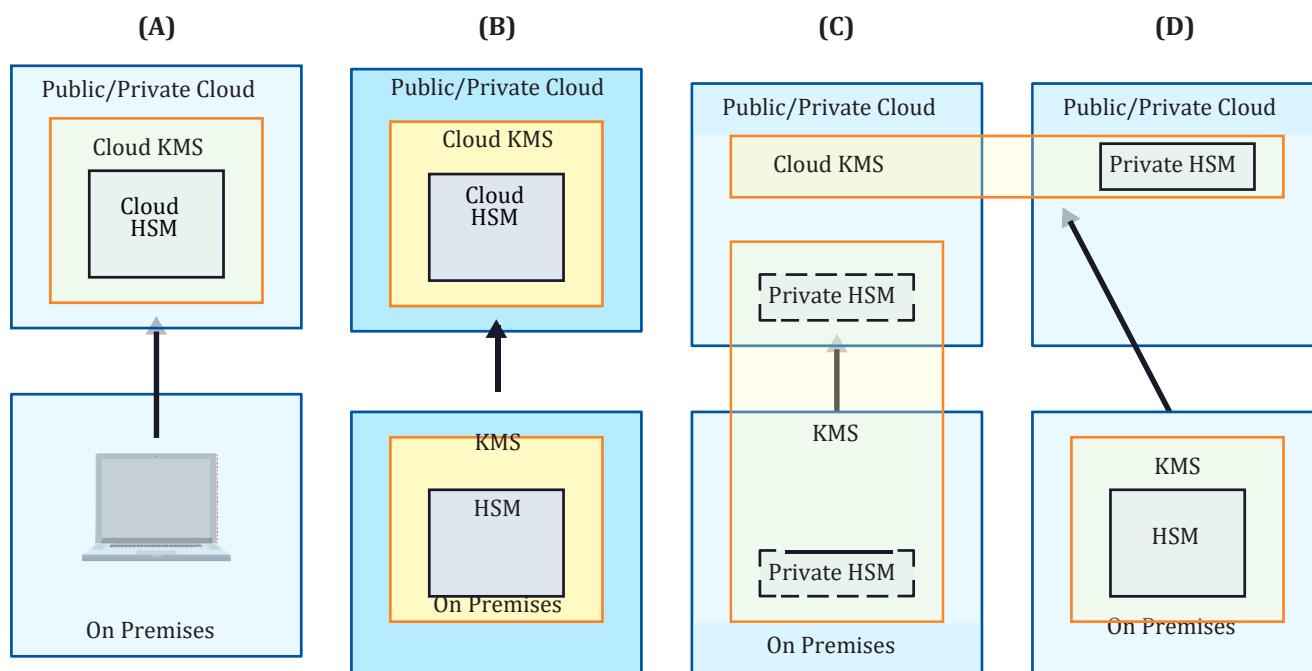 (A)
(B)
(C)
(D)
Public/Private Cloud
Cloud KMS
Cloud
HSM
On Premises
Public/Private Cloud
Cloud KMS
Cloud
HSM
KMS
HSM
On Premises
Public/Private Cloud
Cloud KMS
Private HSM
KMS
Private HSM
On Premises
Public/Private Cloud
Private HSM
KMS
HSM
On Premises